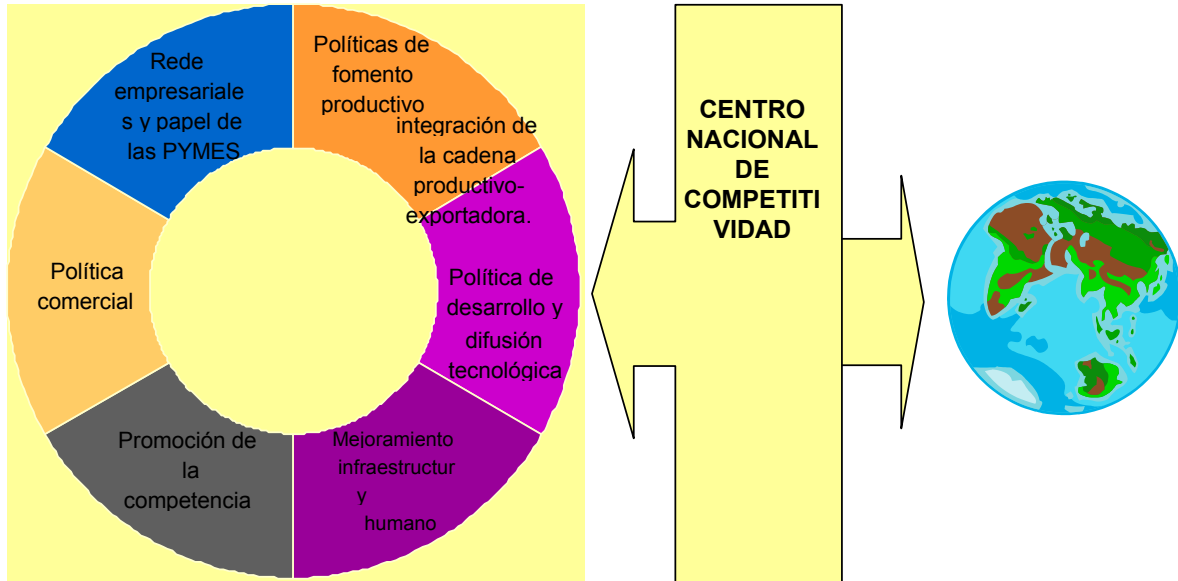 Rede
empresariale
s y papel de
las PYMES
Políticas de
fomento
productivo
integración de
la cadena
productivo-
exportadora.
Política de
desarrollo y
difusión
tecnológica
Mejoramiento
infraestructur
y
humano
Promoción de
la
competencia
Política
comercial
CENTRO
NACIONAL
DE
COMPETITI
VIDAD